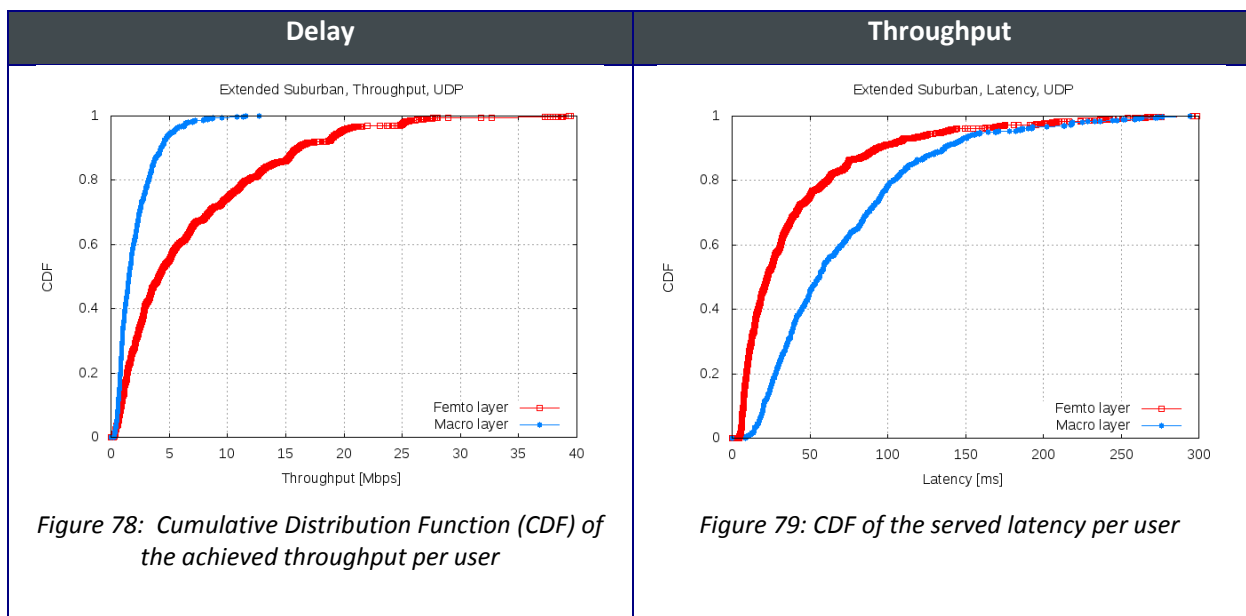 Delay
Throughput
Extended Suburban, Throughput, UDP
1
0.8
0.6
0.4
0.2
0
CDF
Femto layer
Macro layer
0 5 10 15 20 25 30 35 40
Throughput [Mbps]
Figure 78: Cumulative Distribution Function (CDF) of
the achieved throughput per user
Extended Suburban, Latency, UDP
1
0.8
0.6
0.4
0.2
0
CDF
Femto layer
Macro layer
0 50 100 150 200 250 300
Latency [ms]
Figure 79: CDF of the served latency per user